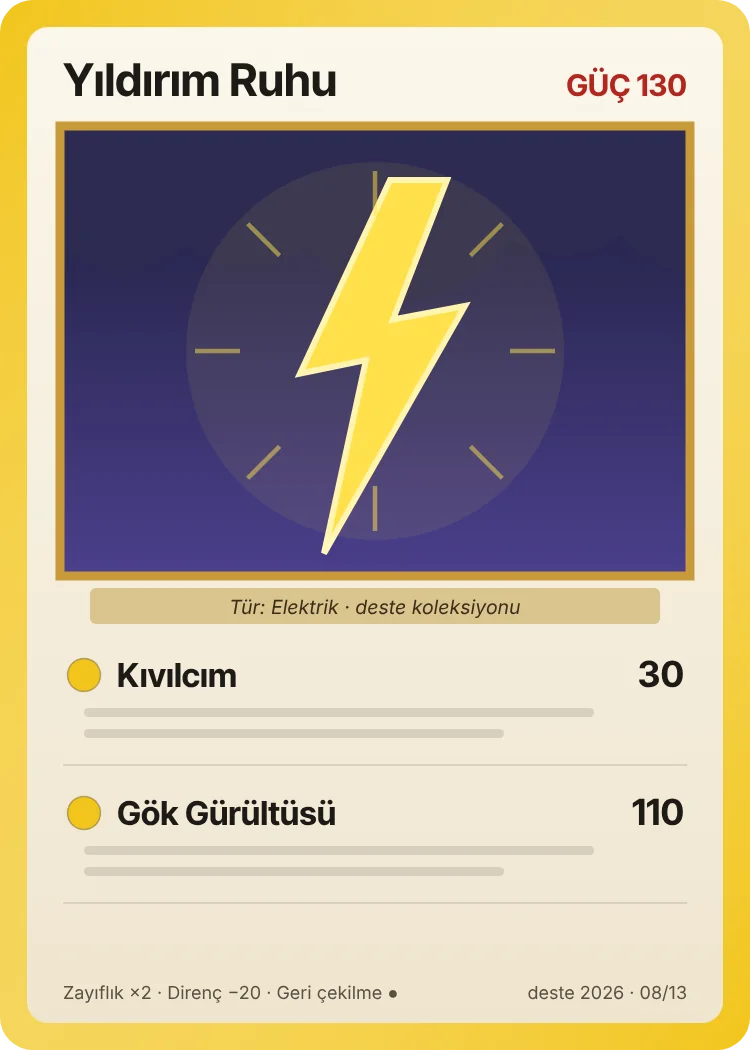 Yıldırım Ruhu GÜÇ 130
Tür: Elektrik · deste koleksiyonu
Kıvılcım 30
Gök Gürültüsü 110
Zayıflık ×2 · Direnç −20 · Geri çekilme ● deste 2026 · 08/13